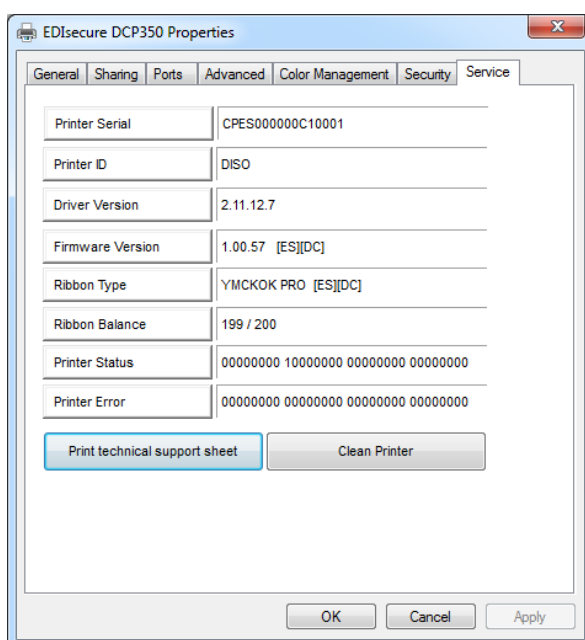 EDIsecure DCP350 Properties
General Sharing Ports Advanced Color Management Security Service
Printer Serial CPES000000C10001
Printer ID DISO
Driver Version 2.11.12.7
Firmware Version 1.00.57 [ES][DC]
Ribbon Type YMCKOK PRO [ES][DC]
Ribbon Balance 199 / 200
Printer Status 00000000 10000000 00000000 00000000
Printer Error 00000000 00000000 00000000 00000000
Print technical support sheet Clean Printer
OK Cancel Apply